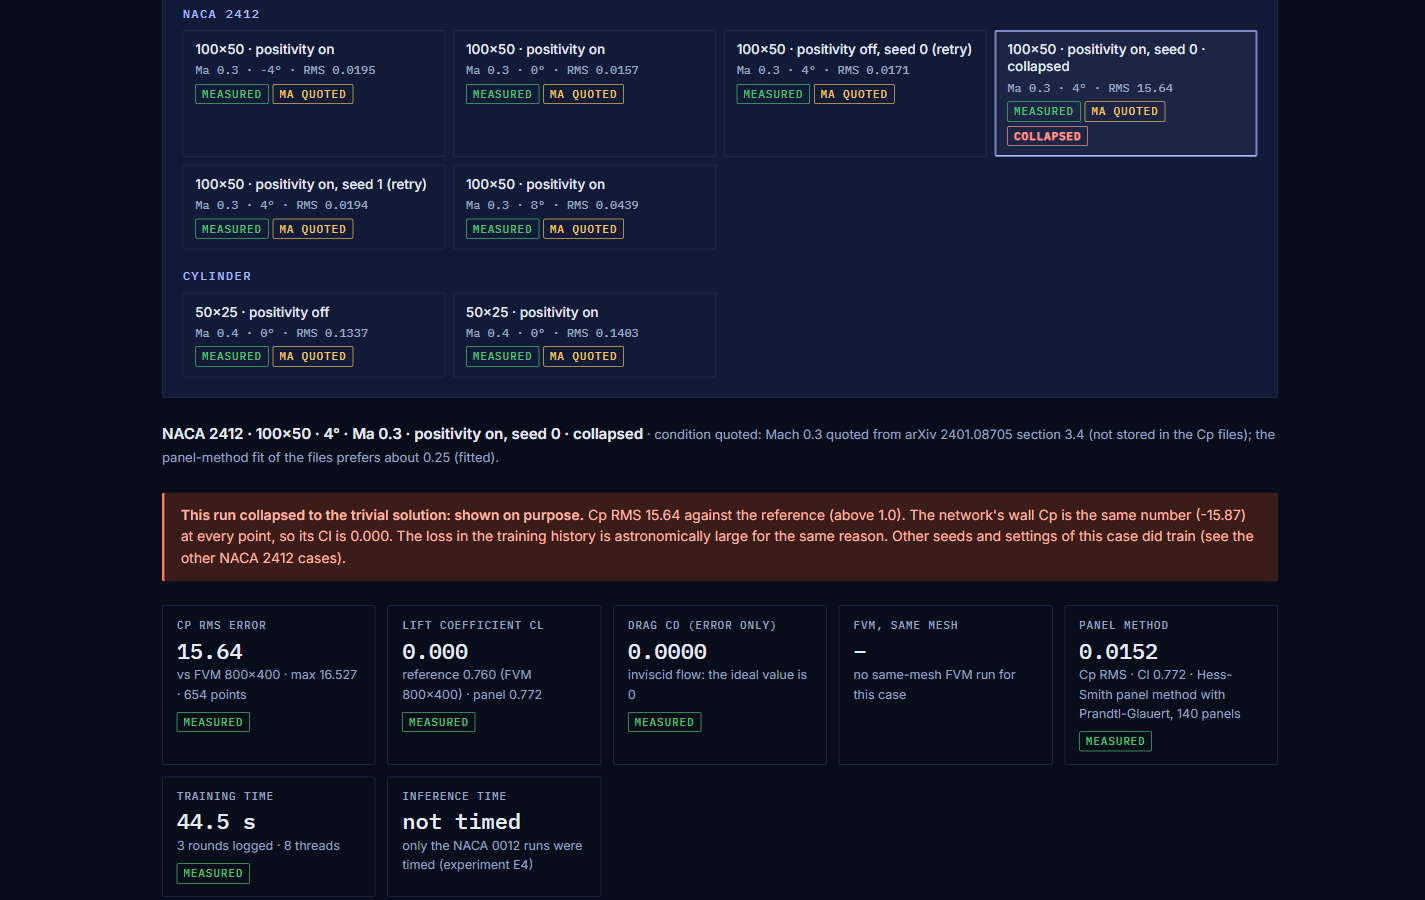 NACA 2412
100×50 · positivity on
Ma 0.3 · -4° · RMS 0.0195
MEASURED MA QUOTED
100×50 · positivity on
Ma 0.3 · 0° · RMS 0.0157
MEASURED MA QUOTED
100×50 · positivity off, seed 0 (retry)
Ma 0.3 · 4° · RMS 0.0171
MEASURED MA QUOTED
100×50 · positivity on, seed 0 ·
collapsed
Ma 0.3 · 4° · RMS 15.64
MEASURED MA QUOTED
COLLAPSED
100×50 · positivity on, seed 1 (retry)
Ma 0.3 · 4° · RMS 0.0194
MEASURED MA QUOTED
100×50 · positivity on
Ma 0.3 · 8° · RMS 0.0439
MEASURED MA QUOTED
CYLINDER
50×25 · positivity off
Ma 0.4 · 0° · RMS 0.1337
MEASURED MA QUOTED
50×25 · positivity on
Ma 0.4 · 0° · RMS 0.1403
MEASURED MA QUOTED
NACA 2412 · 100×50 · 4° · Ma 0.3 · positivity on, seed 0 · collapsed · condition quoted: Mach 0.3 quoted from arXiv 2401.08705 section 3.4 (not stored in the Cp files); the
panel-method fit of the files prefers about 0.25 (fitted).
This run collapsed to the trivial solution: shown on purpose. Cp RMS 15.64 against the reference (above 1.0). The network's wall Cp is the same number (-15.87)
at every point, so its Cl is 0.000. The loss in the training history is astronomically large for the same reason. Other seeds and settings of this case did train (see the
other NACA 2412 cases).
CP RMS ERROR
15.64
vs FVM 800×400 · max 16.527
· 654 points
MEASURED
LIFT COEFFICIENT CL
0.000
reference 0.760 (FVM
800×400) · panel 0.772
MEASURED
DRAG CD (ERROR ONLY)
0.0000
inviscid flow: the ideal value is
0
MEASURED
FVM, SAME MESH
–
no same-mesh FVM run for
this case
PANEL METHOD
0.0152
Cp RMS · Cl 0.772 · Hess-
Smith panel method with
Prandtl-Glauert, 140 panels
MEASURED
TRAINING TIME
44.5 s
3 rounds logged · 8 threads
MEASURED
INFERENCE TIME
not timed
only the NACA 0012 runs were
timed (experiment E4)